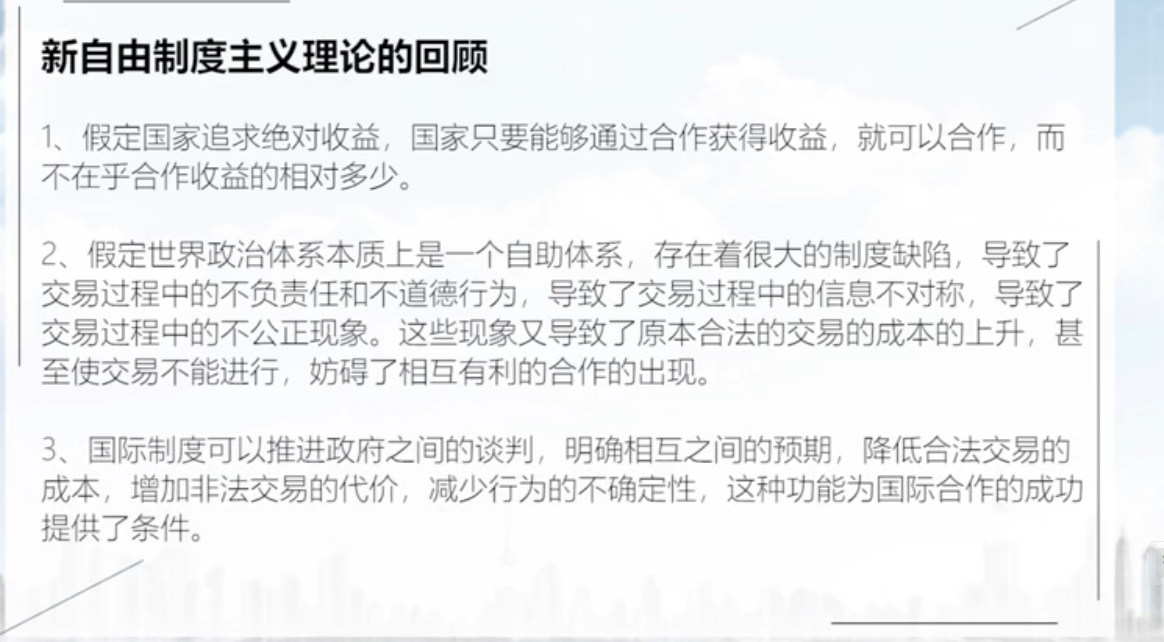 新自由制度主义理论的回顾
1、假定国家追求绝对收益，国家只要能够通过合作获得收益，就可以合作，而
不在乎合作收益的相对多少。
2、假定世界政治体系本质上是一个自助体系，存在着很大的制度缺陷，导致了
交易过程中的不负责任和不道德行为，导致了交易过程中的信息不对称，导致了
交易过程中的不公正现象。这些现象又导致了原本合法的交易的成本的上升，甚
至使交易不能进行，妨碍了相互有利的合作的出现。
3、国际制度可以推进政府之间的谈判，明确相互之间的预期，降低合法交易的
成本，增加非法交易的代价，减少行为的不确定性，这种功能为国际合作的成功
提供了条件。